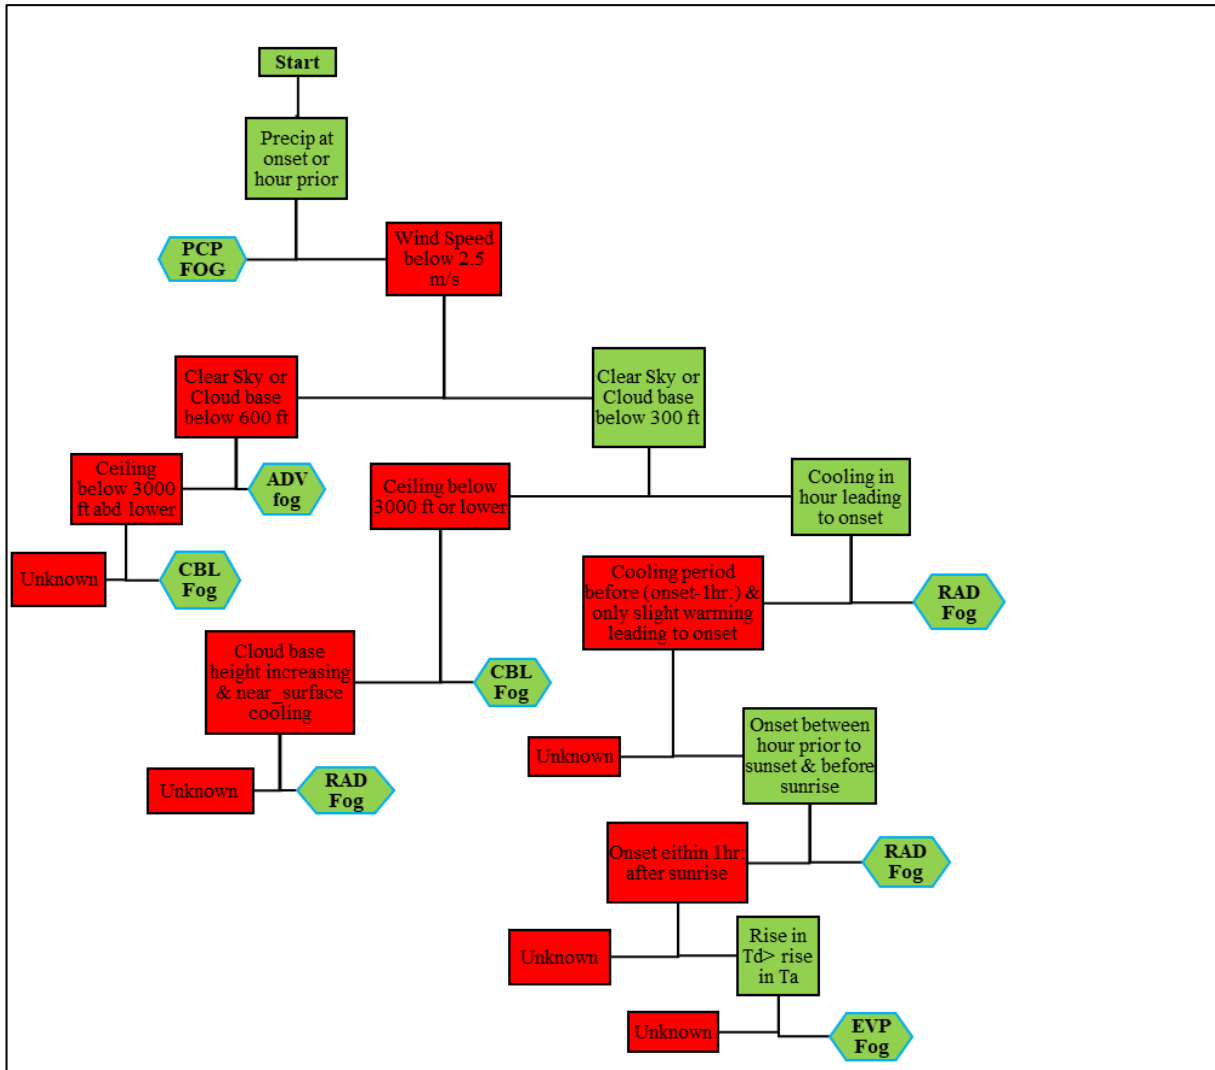 Start
Precip at
onset or
hour prior
PCP
FOG
Wind Speed
below 2.5
m/s
Clear Sky or
Cloud base
below 600 ft
Clear Sky or
Cloud base
below 300 ft
Ceiling
below 3000
ft abd lower
ADV
fog
Ceiling below
3000 ft or lower
Cooling in
hour leading
to onset
Unknown
CBL
Fog
Cooling period
before (onset-1hr:) &
only slight warming
leading to onset
RAD
Fog
Cloud base
height increasing
& near_surface
cooling
CBL
Fog
Unknown
Onset between
hour prior to
sunset & before
sunrise
Unknown
RAD
Fog
Onset eithin 1hr:
after sunrise
RAD
Fog
Unknown
Rise in
Td> rise
in Ta
Unknown
EVP
Fog